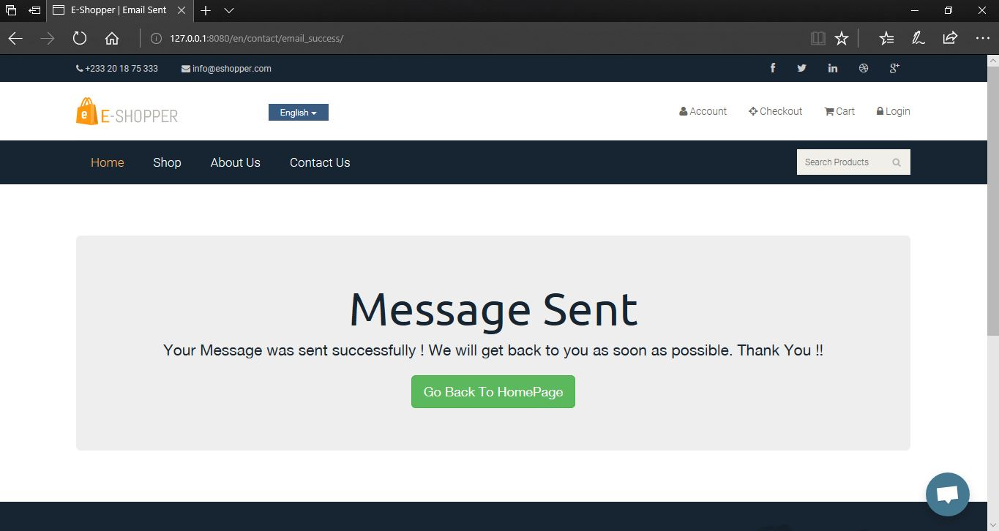 E-Shopper | Email Sent
127.0.0.1:8080/en/contact/email_success/
+233 20 18 75 333 info@eshopper.com
e E-SHOPPER English Account Checkout Cart Login
Home Shop About Us Contact Us Search Products
Message Sent
Your Message was sent successfully ! We will get back to you as soon as possible. Thank You !!
Go Back To HomePage